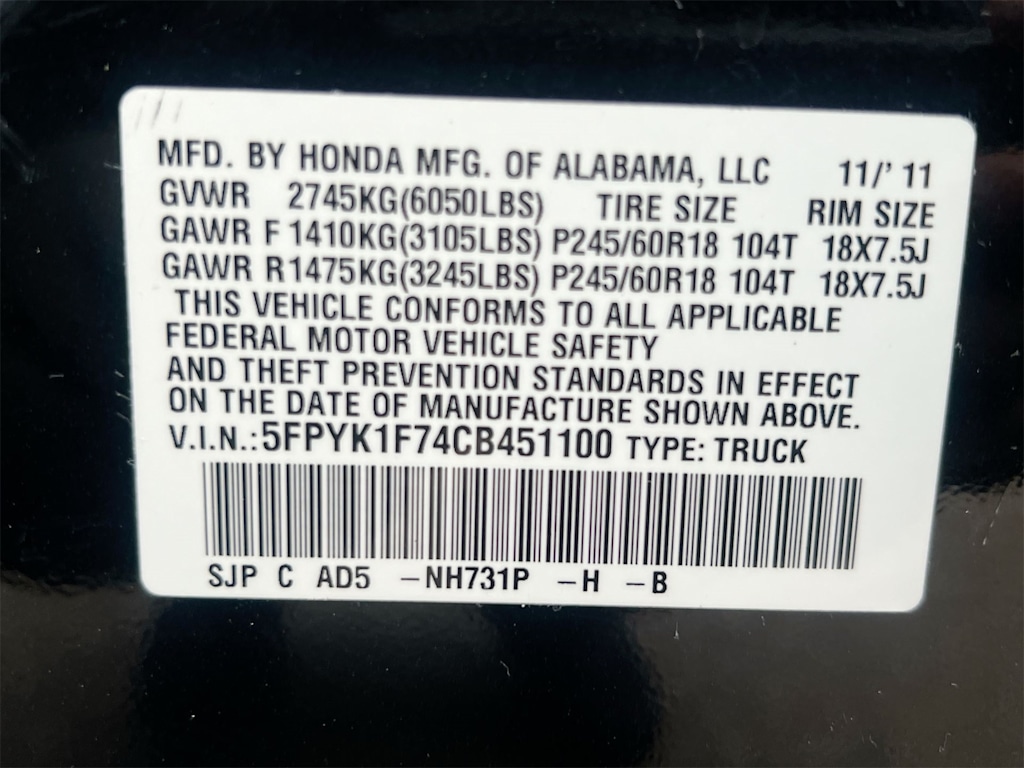 MFD. BY HONDA MFG. OF ALABAMA, LLC 11/' 11
GVWR 2745KG(6050LBS) TIRE SIZE RIM SIZE
GAWR F 1410KG(3105LBS) P245/60R18 104T 18X7.5J
GAWR R1475KG(3245LBS) P245/60R18 104T 18X7.5J
THIS VEHICLE CONFORMS TO ALL APPLICABLE
FEDERAL MOTOR VEHICLE SAFETY
AND THEFT PREVENTION STANDARDS IN EFFECT
ON THE DATE OF MANUFACTURE SHOWN ABOVE.
V.I.N.:5FPYK1F74CB451100 TYPE: TRUCK
SJP C AD5 -NH731P -H -B